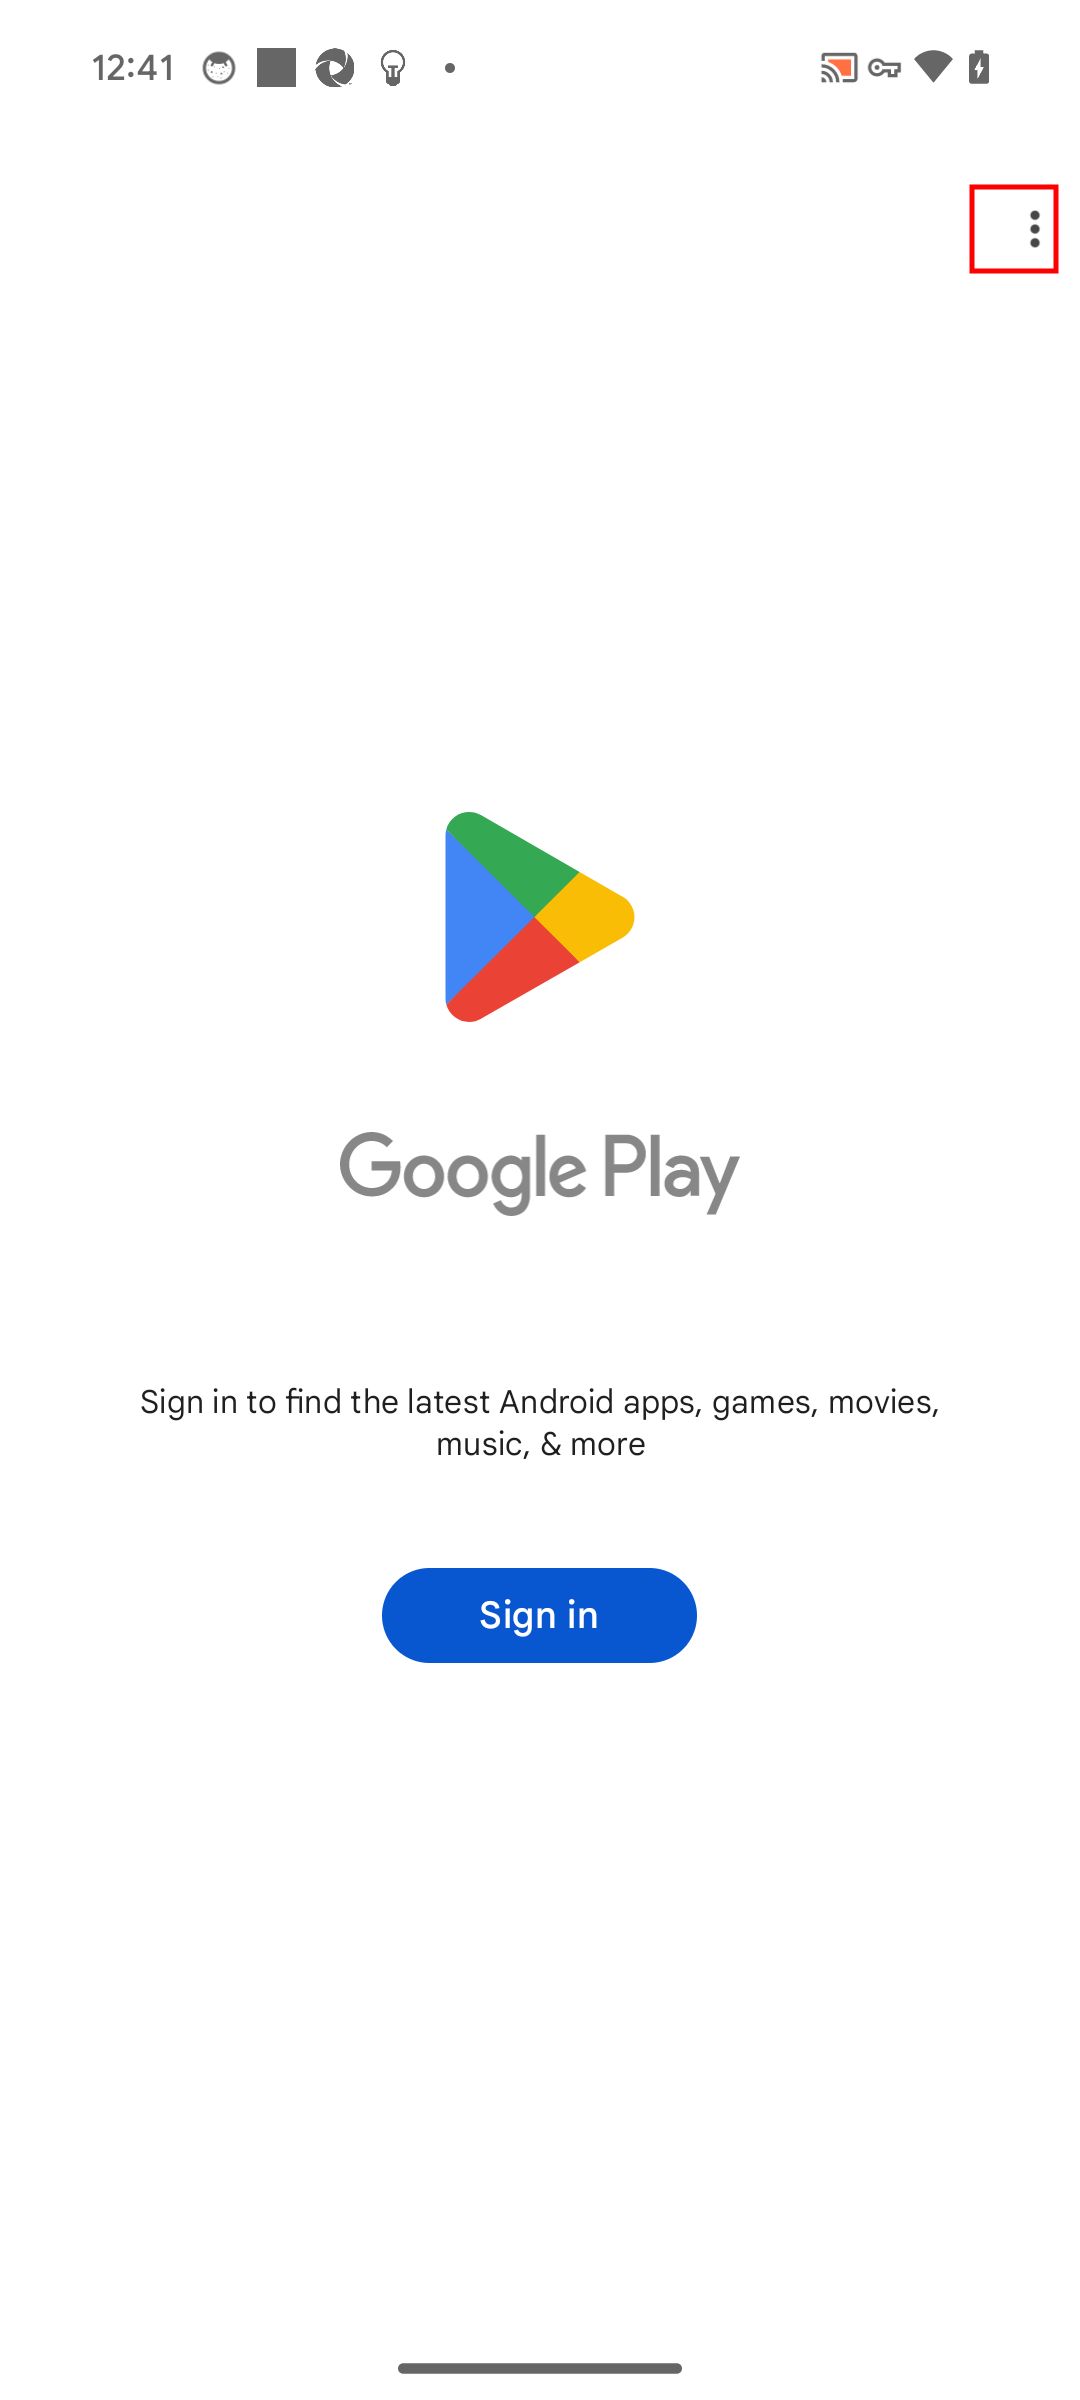 12:41
Google Play
Sign in to find the latest Android apps, games, movies,
music, & more
Sign in